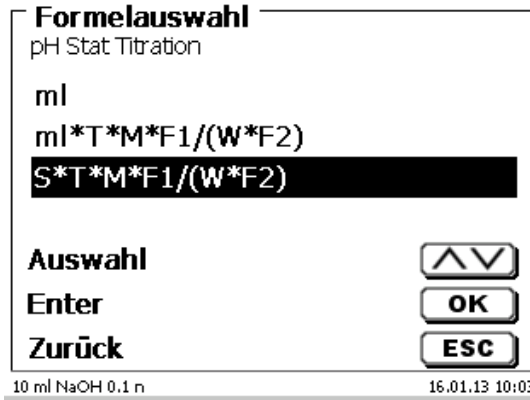 Formelauswahl
pH Stat Titration
ml
ml*T*M*F1/(W*F2)
S*T*M*F1/(W*F2)
Auswahl
Enter OK
Zurück ESC
10 ml NaOH 0.1 n 16.01.13 10:03